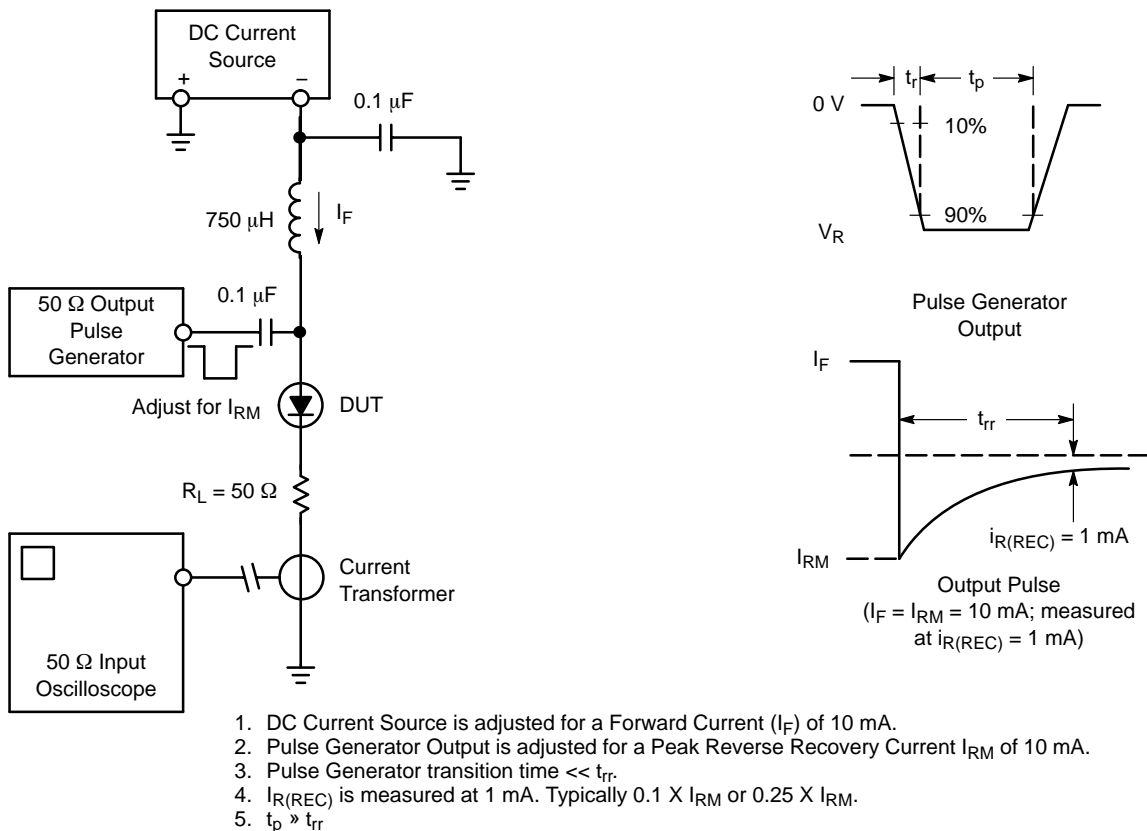 DC Current
Source
+ −
0.1 μF
750 μH
I_F
50 Ω Output
Pulse
Generator
0.1 μF
Adjust for I_RM
DUT
R_L = 50 Ω
Current
Transformer
50 Ω Input
Oscilloscope
t_r t_p
0 V
10%
90%
V_R
Pulse Generator
Output
I_F
t_rr
i_R(REC) = 1 mA
I_RM
Output Pulse
(I_F = I_RM = 10 mA; measured
at i_R(REC) = 1 mA)
1. DC Current Source is adjusted for a Forward Current (I_F) of 10 mA.
2. Pulse Generator Output is adjusted for a Peak Reverse Recovery Current I_RM of 10 mA.
3. Pulse Generator transition time << t_rr.
4. I_R(REC) is measured at 1 mA. Typically 0.1 X I_RM or 0.25 X I_RM.
5. t_p » t_rr